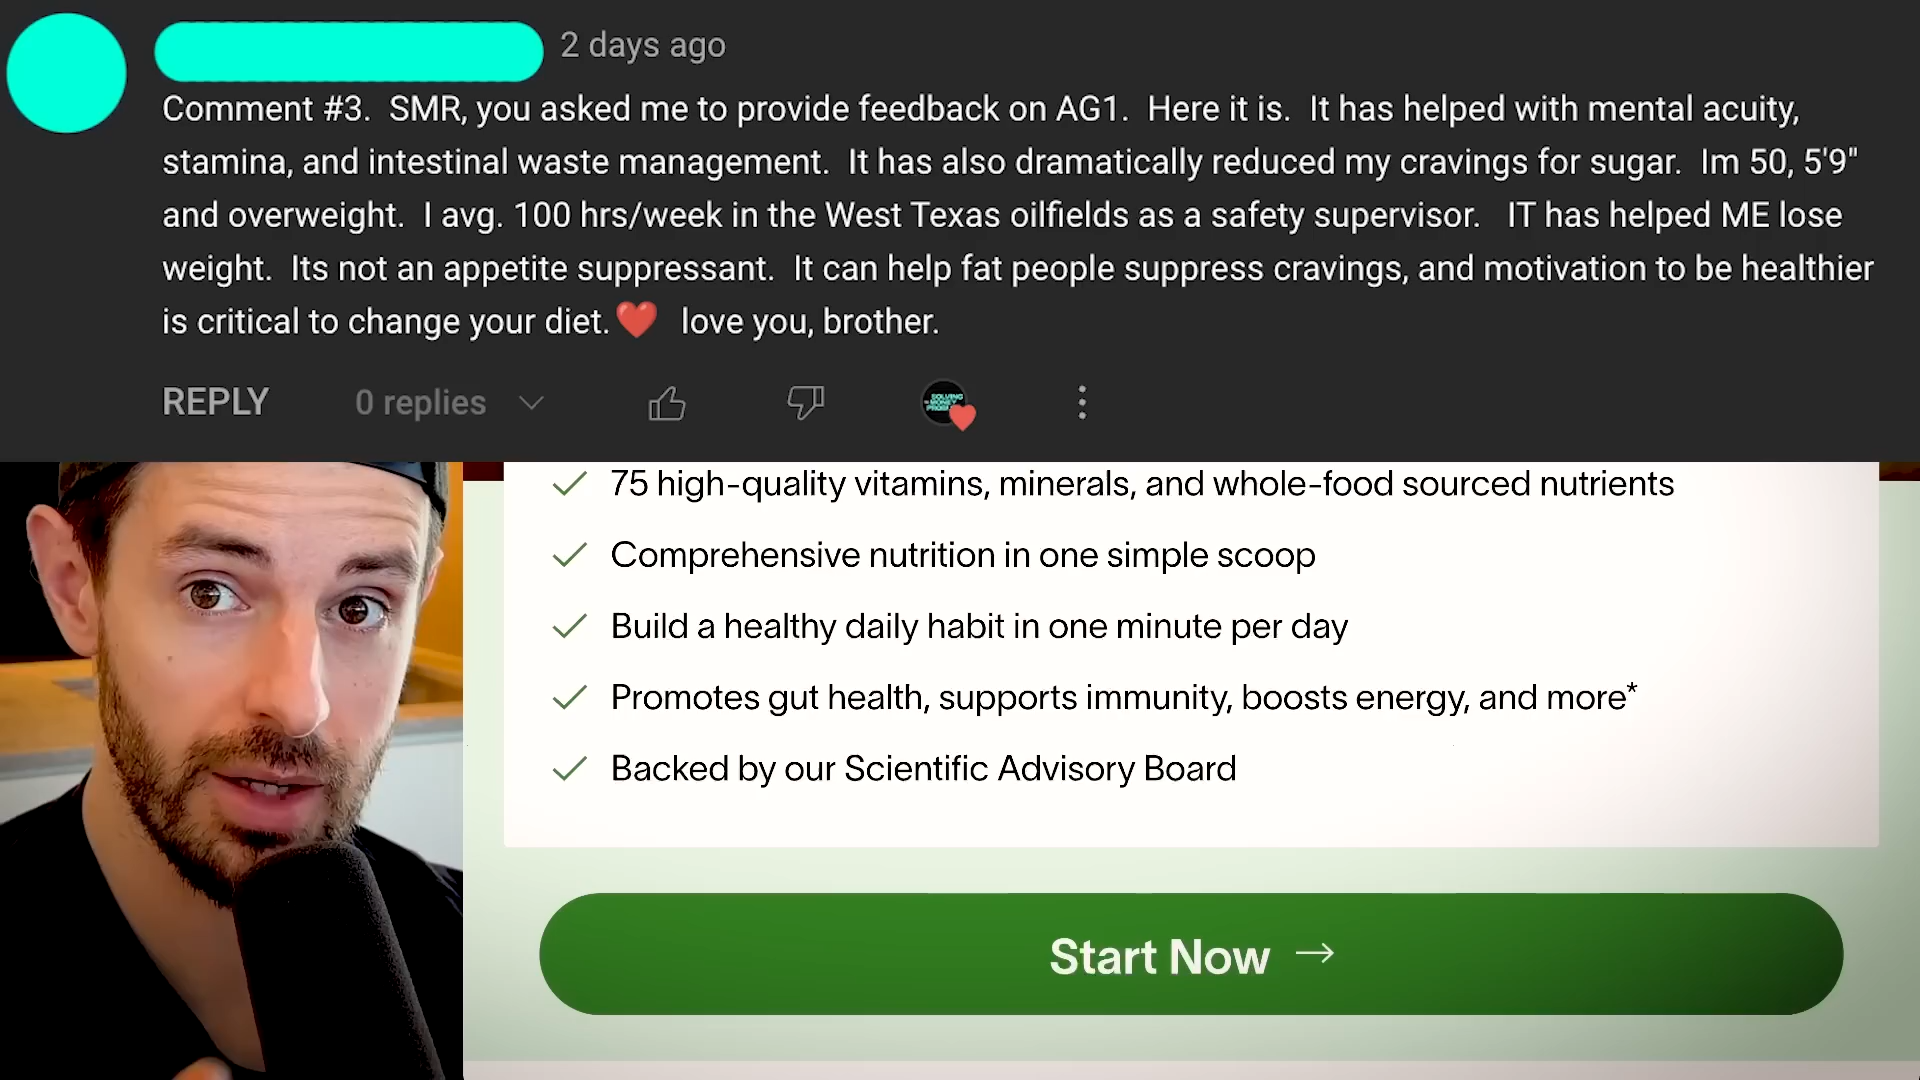 2 days ago
Comment #3.  SMR, you asked me to provide feedback on AG1.  Here it is.  It has helped with mental acuity,
stamina, and intestinal waste management.  It has also dramatically reduced my cravings for sugar.  Im 50, 5'9"
and overweight.  I avg. 100 hrs/week in the West Texas oilfields as a safety supervisor.   IT has helped ME lose
weight.  Its not an appetite suppressant.  It can help fat people suppress cravings, and motivation to be healthier
is critical to change your diet.❤️  love you, brother.
REPLY 0 replies
SOLVING
MONEY
75 high-quality vitamins, minerals, and whole-food sourced nutrients
Comprehensive nutrition in one simple scoop
Build a healthy daily habit in one minute per day
Promotes gut health, supports immunity, boosts energy, and more*
Backed by our Scientific Advisory Board
Start Now →